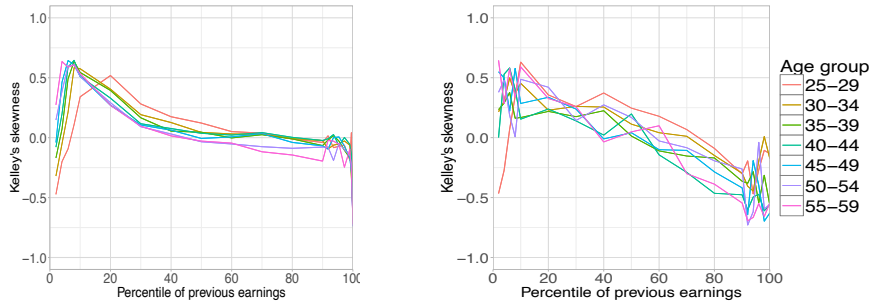 1.0
0.5
0.0
−0.5
−1.0
Kelley's skewness
0 20 40 60 80 100
Percentile of previous earnings
1.0
0.5
0.0
−0.5
−1.0
Kelley's skewness
0 20 40 60 80 100
Percentile of previous earnings
Age group
25−29
30−34
35−39
40−44
45−49
50−54
55−59